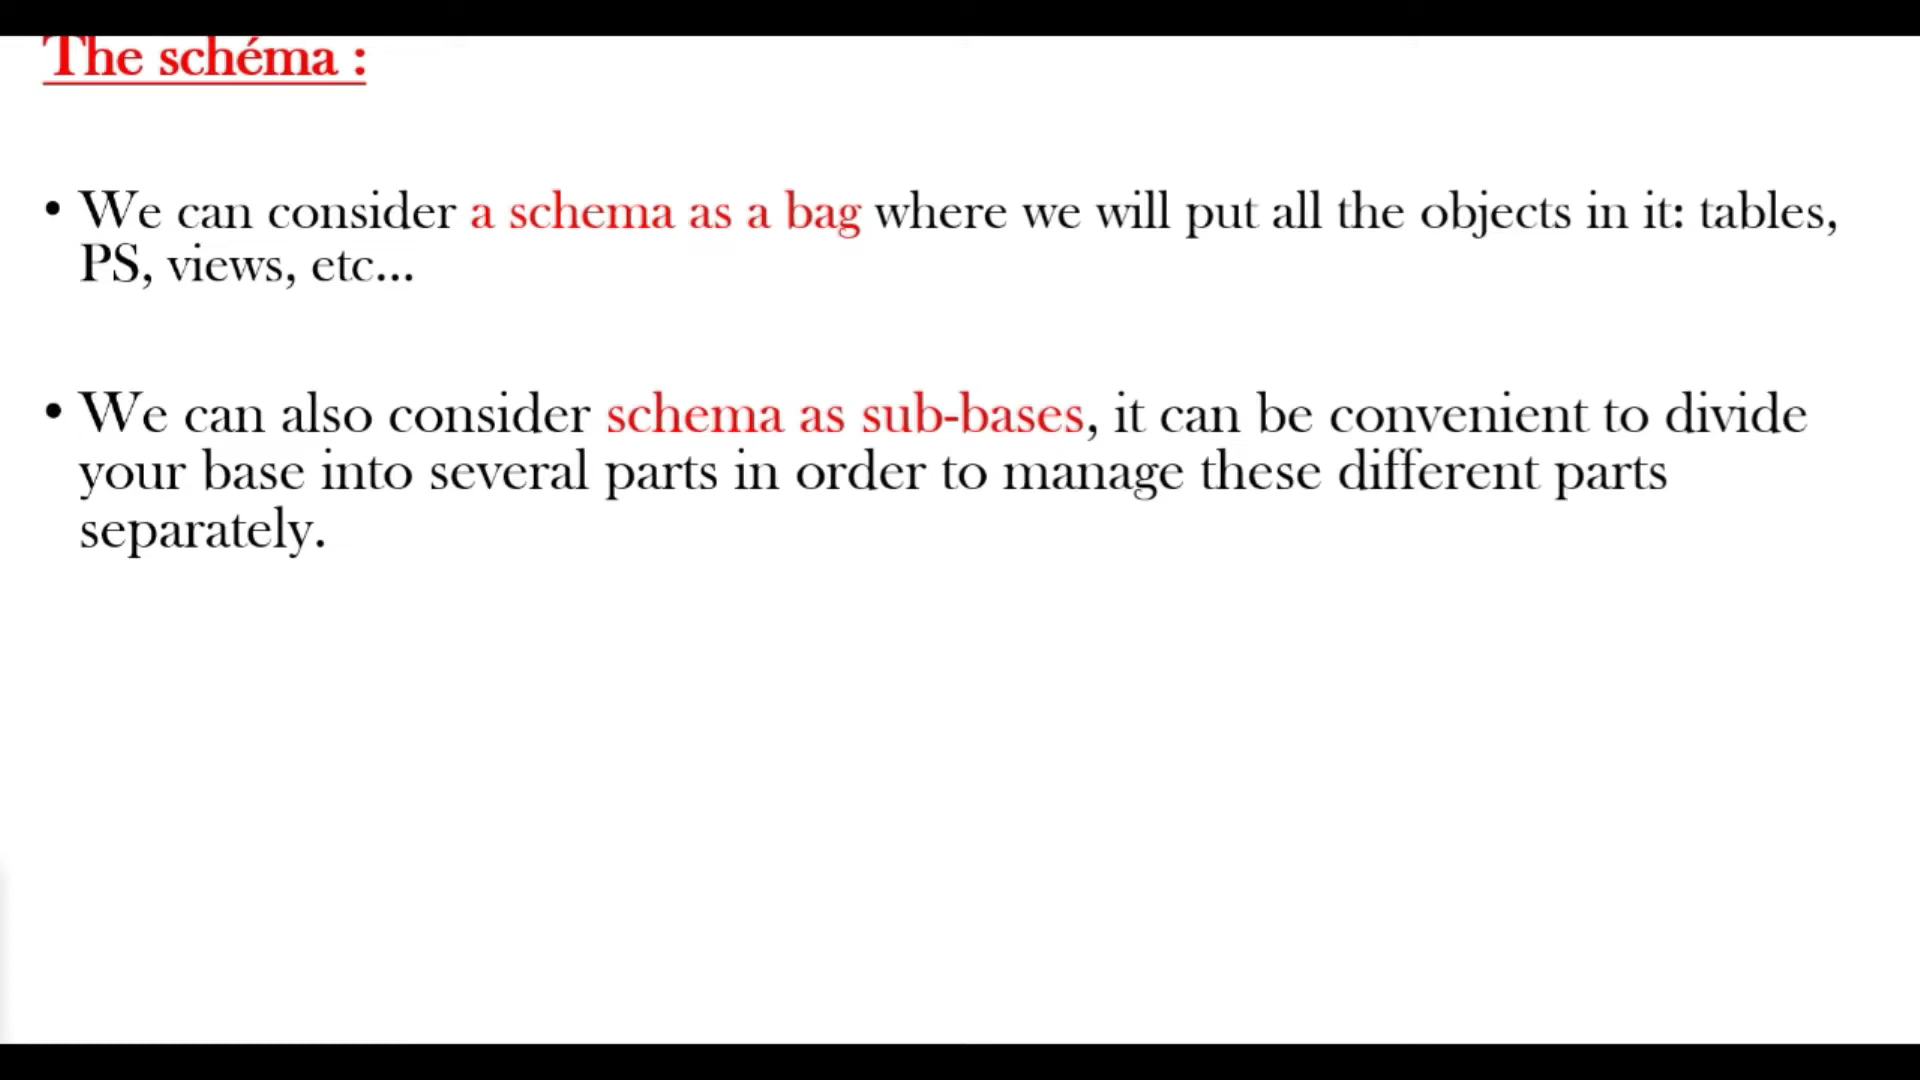 The schéma :
• We can consider a schema as a bag where we will put all the objects in it: tables,
PS, views, etc...
• We can also consider schema as sub-bases, it can be convenient to divide
your base into several parts in order to manage these different parts
separately.